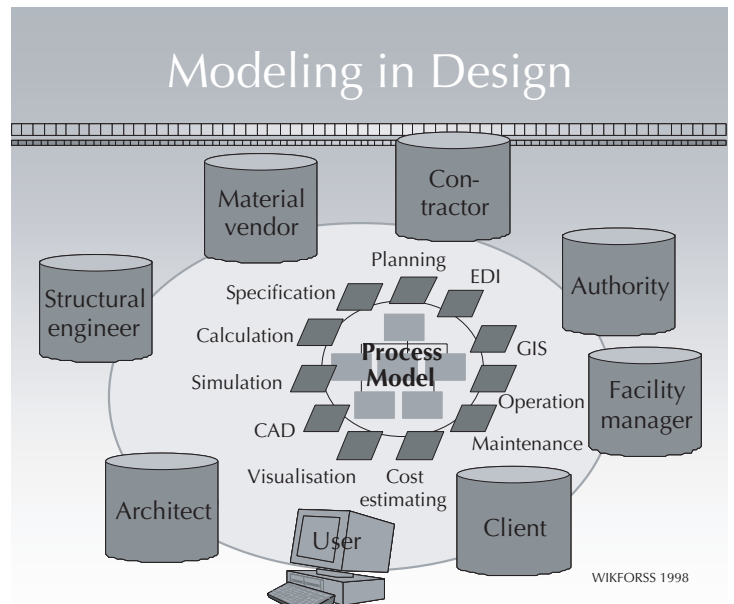 Modeling in Design
Con-
tractor
Material
vendor
Authority
Structural
engineer
Facility
manager
Architect
Client
User
Planning
EDI
GIS
Operation
Maintenance
Cost
estimating
Visualisation
CAD
Simulation
Calculation
Specification
Process
Model
WIKFORSS 1998